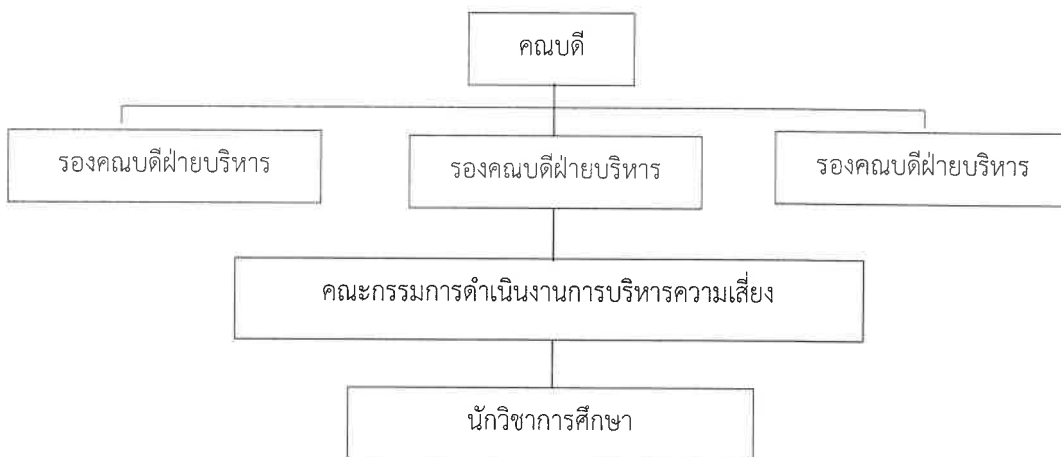 คณบดี
รองคณบดีฝ่ายบริหาร
รองคณบดีฝ่ายบริหาร
รองคณบดีฝ่ายบริหาร
คณะกรรมการดำเนินงานการบริหารความเสี่ยง
นักวิชาการศึกษา